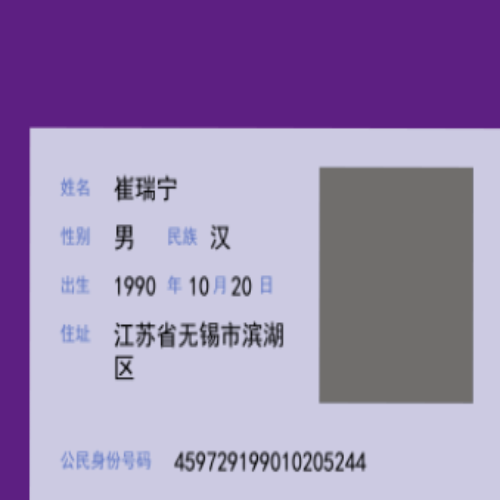 姓名 崔瑞宁
性别 男 民族 汉
出生 1990 年 10 月 20 日
住址 江苏省无锡市滨湖
区
公民身份号码 459729199010205244